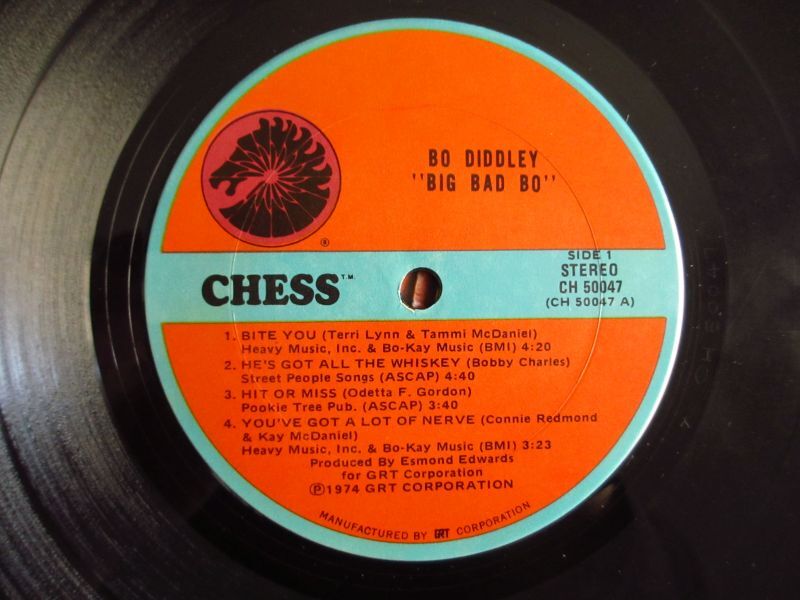 BO DIDDLEY
"BIG BAD BO"
®
CHESS™
SIDE 1
STEREO
CH 50047
(CH 50047 A)
1. BITE YOU (Terri Lynn & Tammi McDaniel)
Heavy Music, Inc. & Bo-Kay Music (BMI) 4:20
2. HE'S GOT ALL THE WHISKEY (Bobby Charles)
Street People Songs (ASCAP) 4:40
3. HIT OR MISS (Odetta F. Gordon)
Pookie Tree Pub. (ASCAP) 3:40
4. YOU'VE GOT A LOT OF NERVE (Connie Redmond
& Kay McDaniel)
Heavy Music, Inc. & Bo-Kay Music (BMI) 3:23
Produced By Esmond Edwards
for GRT Corporation
℗1974 GRT CORPORATION
MANUFACTURED BY GRT CORPORATION